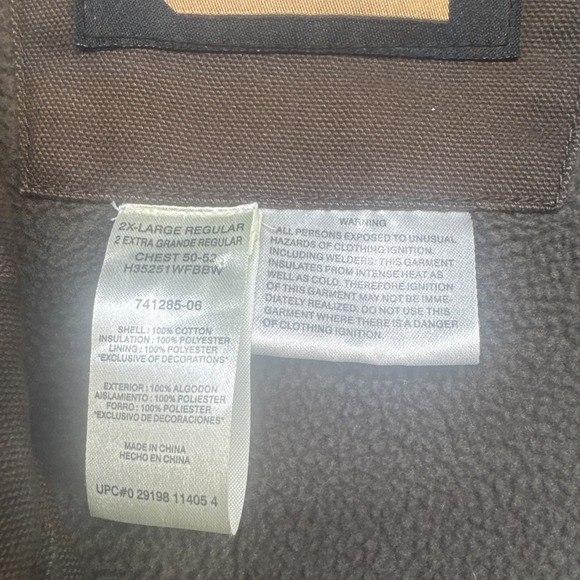 2X-LARGE REGULAR
2 EXTRA GRANDE REGULAR
CHEST 50-52
H35251WFBBW
741285-06
SHELL : 100% COTTON
INSULATION : 100% POLYESTER
LINING : 100% POLYESTER
*EXCLUSIVE OF DECORATIONS*
EXTERIOR : 100% ALGODON
AISLAMIENTO : 100% POLIESTER
FORRO : 100% POLIESTER
*EXCLUSIVO DE DECORACIONES*
MADE IN CHINA
HECHO EN CHINA
UPC#0 29198 11405 4
WARNING
ALL PERSONS EXPOSED TO UNUSUAL
HAZARDS OF CLOTHING IGNITION.
INCLUDING WELDERS: THIS GARMENT
INSULATES FROM INTENSE HEAT AS
WELL AS COLD. THEREFORE IGNITION
OF THIS GARMENT MAY NOT BE IMME-
DIATELY REALIZED. DO NOT USE THIS
GARMENT WHERE THERE IS A DANGER
OF CLOTHING IGNITION.